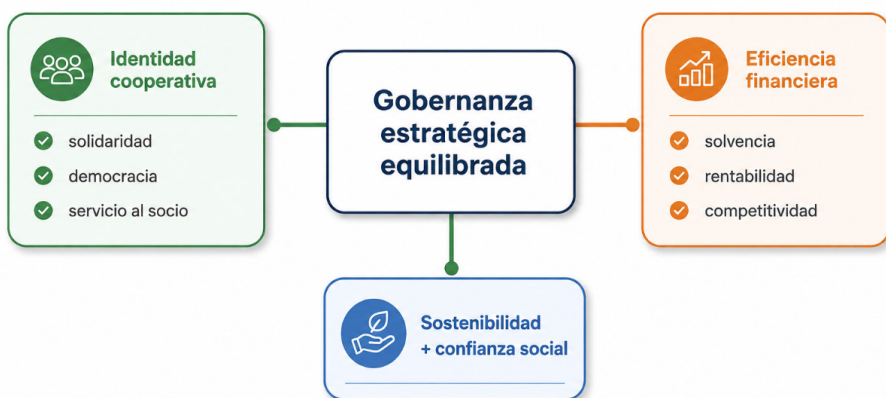 Identidad
cooperativa
solidaridad
democracia
servicio al socio
Gobernanza
estratégica
equilibrada
Eficiencia
financiera
solvencia
rentabilidad
competitividad
Sostenibilidad
+ confianza social